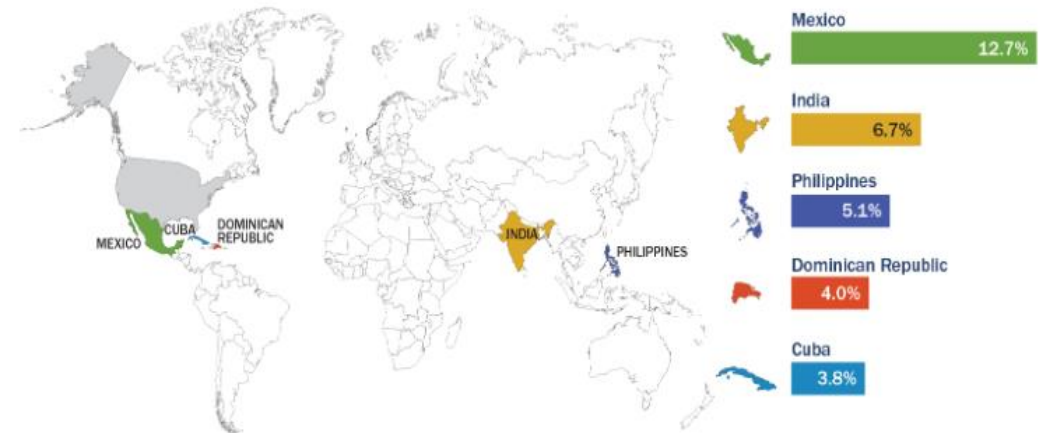 MEXICO
CUBA
DOMINICAN
REPUBLIC
INDIA
PHILIPPINES
Mexico
12.7%
India
6.7%
Philippines
5.1%
Dominican Republic
4.0%
Cuba
3.8%